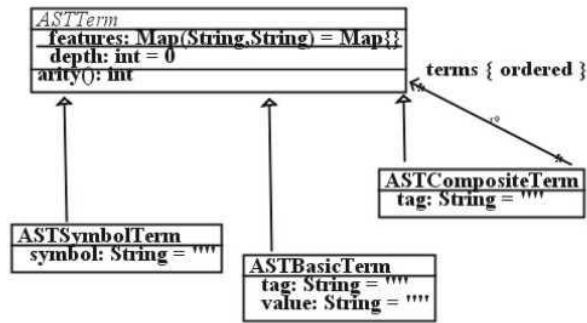 ASTTerm
features: Map(String,String) = Map{}
depth: int = 0
arity(): int
terms { ordered }
*
*
ASTCompositeTerm
tag: String = """"
ASTSymbolTerm
symbol: String = """"
ASTBasicTerm
tag: String = """"
value: String = """"